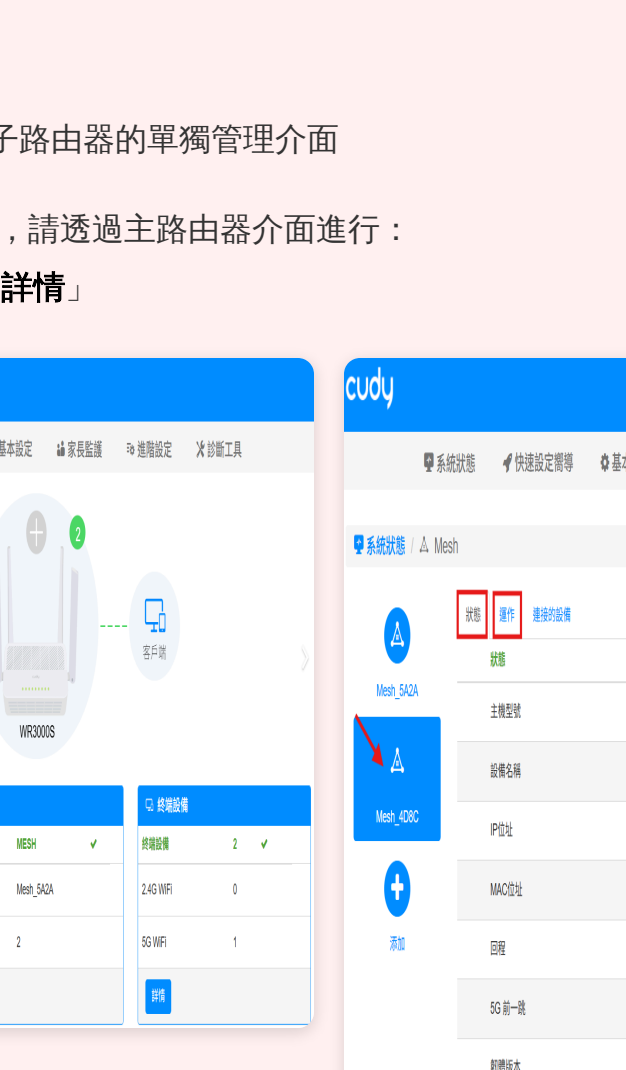 子路由器的單獨管理介面
，請透過主路由器介面進行：
詳情」
基本設定 家長監護 進階設定 診斷工具
2
客戶端
WR3000S
MESH
Mesh_5A2A
2
終端設備
終端設備 2
2.4G WiFi 0
5G WiFi 1
詳情
cudy
系統狀態 快速設定嚮導 基本
系統狀態 / Mesh
Mesh_5A2A
Mesh_4D8C
添加
狀態 運作 連接的設備
狀態
主機型號
設備名稱
IP位址
MAC位址
回程
5G 前一跳
韌體版本